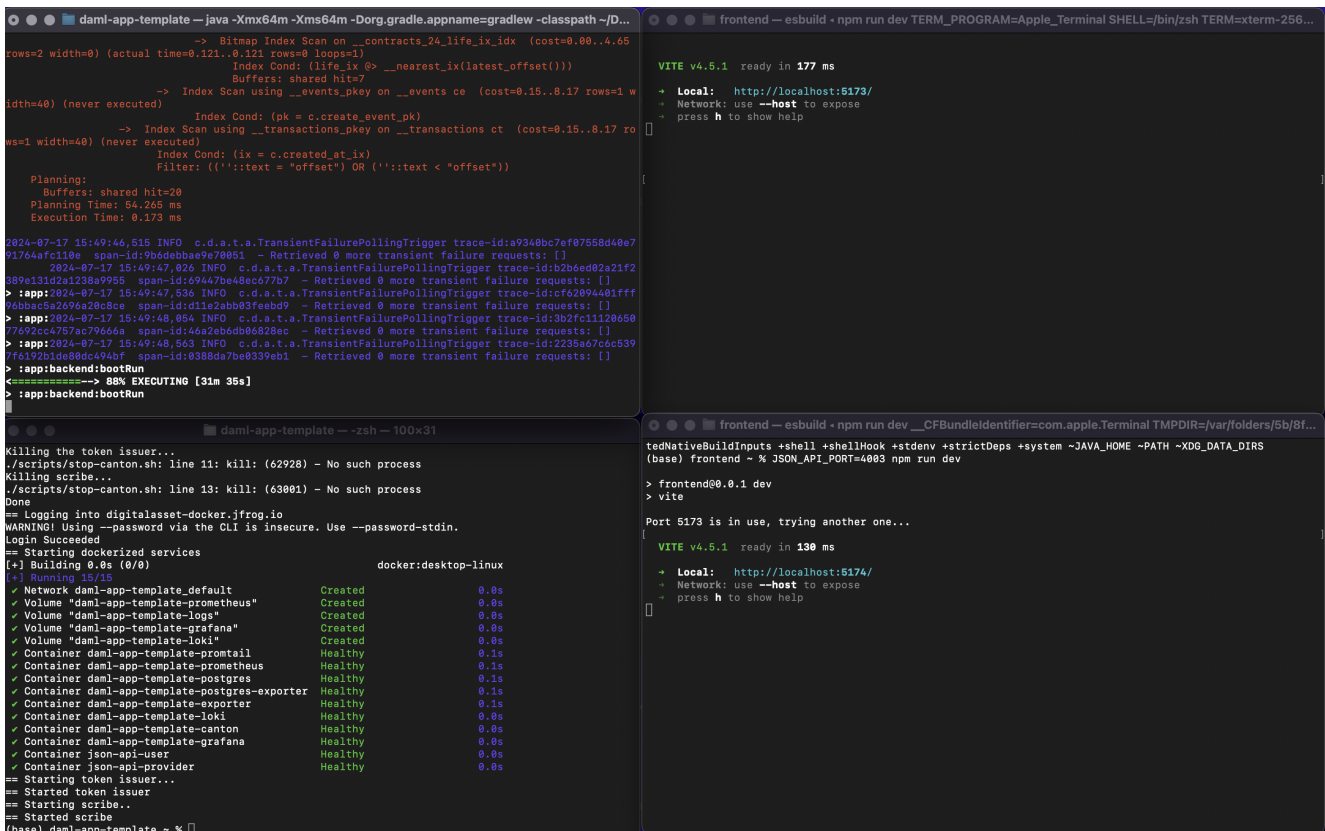 daml-app-template — java -Xmx64m -Xms64m -Dorg.gradle.appname=gradlew -classpath ~/D...
-> Bitmap Index Scan on __contracts_24_life_ix_idx (cost=0.00..4.65
rows=2 width=0) (actual time=0.121..0.121 rows=0 loops=1)
Index Cond: (life_ix @> __nearest_ix(latest_offset()))
Buffers: shared hit=7
-> Index Scan using __events_pkey on __events ce (cost=0.15..8.17 rows=1 w
idth=40) (never executed)
Index Cond: (pk = c.create_event_pk)
-> Index Scan using __transactions_pkey on __transactions ct (cost=0.15..8.17 ro
ws=1 width=40) (never executed)
Index Cond: (ix = c.created_at_ix)
Filter: ((''::text = "offset") OR (''::text < "offset"))
Planning:
Buffers: shared hit=20
Planning Time: 54.265 ms
Execution Time: 0.173 ms
2024-07-17 15:49:46,515 INFO c.d.a.t.a.TransientFailurePollingTrigger trace-id:a9340bc7ef07558d40e7
91764afc110e span-id:9b6debbae9e70051 - Retrieved 0 more transient failure requests: []
2024-07-17 15:49:47,026 INFO c.d.a.t.a.TransientFailurePollingTrigger trace-id:b2b6ed02a21f2
389e131d2a1238a9955 span-id:69447be48ec677b7 - Retrieved 0 more transient failure requests: []
> :app:2024-07-17 15:49:47,536 INFO c.d.a.t.a.TransientFailurePollingTrigger trace-id:cf62094401fff
96bbac5a2696a20c8ce span-id:d11e2abb03feebd9 - Retrieved 0 more transient failure requests: []
> :app:2024-07-17 15:49:48,054 INFO c.d.a.t.a.TransientFailurePollingTrigger trace-id:3b2fc11120650
77692cc4757ac79666a span-id:46a2eb6db06828ec - Retrieved 0 more transient failure requests: []
> :app:2024-07-17 15:49:48,563 INFO c.d.a.t.a.TransientFailurePollingTrigger trace-id:2235a67c6c539
7f6192b1de80dc494bf span-id:0388da7be0339eb1 - Retrieved 0 more transient failure requests: []
> :app:backend:bootRun
<===========--> 88% EXECUTING [31m 35s]
> :app:backend:bootRun
frontend — esbuild ◂ npm run dev TERM_PROGRAM=Apple_Terminal SHELL=/bin/zsh TERM=xterm-256...
VITE v4.5.1 ready in 177 ms
➜ Local: http://localhost:5173/
➜ Network: use --host to expose
➜ press h to show help
daml-app-template — -zsh — 100×31
Killing the token issuer...
./scripts/stop-canton.sh: line 11: kill: (62928) - No such process
Killing scribe...
./scripts/stop-canton.sh: line 13: kill: (63001) - No such process
Done
== Logging into digitalasset-docker.jfrog.io
WARNING! Using --password via the CLI is insecure. Use --password-stdin.
Login Succeeded
== Starting dockerized services
[+] Building 0.0s (0/0) docker:desktop-linux
[+] Running 15/15
✔ Network daml-app-template_default Created 0.0s
✔ Volume "daml-app-template-prometheus" Created 0.0s
✔ Volume "daml-app-template-logs" Created 0.0s
✔ Volume "daml-app-template-grafana" Created 0.0s
✔ Volume "daml-app-template-loki" Created 0.0s
✔ Container daml-app-template-promtail Healthy 0.1s
✔ Container daml-app-template-prometheus Healthy 0.1s
✔ Container daml-app-template-postgres Healthy 0.1s
✔ Container daml-app-template-postgres-exporter Healthy 0.1s
✔ Container daml-app-template-exporter Healthy 0.1s
✔ Container daml-app-template-loki Healthy 0.0s
✔ Container daml-app-template-canton Healthy 0.0s
✔ Container daml-app-template-grafana Healthy 0.0s
✔ Container json-api-user Healthy 0.0s
✔ Container json-api-provider Healthy 0.0s
== Starting token issuer...
== Started token issuer
== Starting scribe..
== Started scribe
(base) daml-app-template ~ %
frontend — esbuild ◂ npm run dev __CFBundleIdentifier=com.apple.Terminal TMPDIR=/var/folders/5b/8f...
tedNativeBuildInputs +shell +shellHook +stdenv +strictDeps +system ~JAVA_HOME ~PATH ~XDG_DATA_DIRS
(base) frontend ~ % JSON_API_PORT=4003 npm run dev
> frontend@0.0.1 dev
> vite
Port 5173 is in use, trying another one...
VITE v4.5.1 ready in 130 ms
➜ Local: http://localhost:5174/
➜ Network: use --host to expose
➜ press h to show help